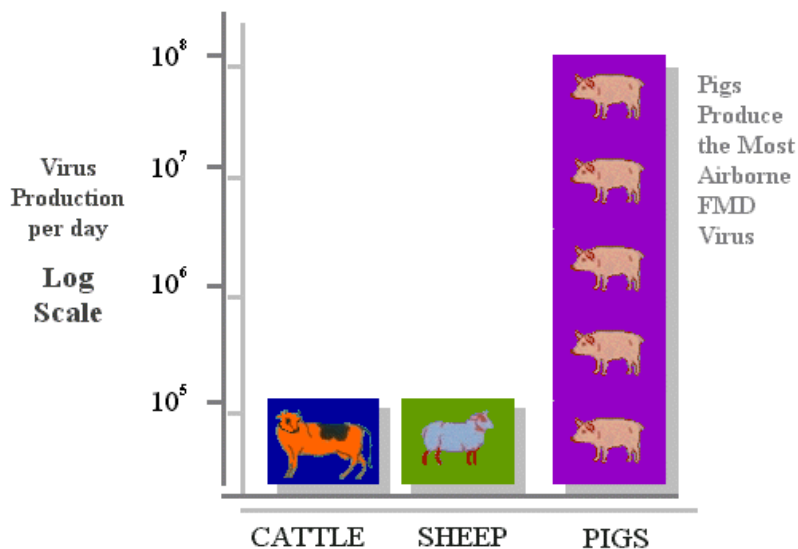 10⁸
10⁷
10⁶
10⁵
Virus
Production
per day
Log
Scale
Pigs
Produce
the Most
Airborne
FMD
Virus
CATTLE SHEEP PIGS